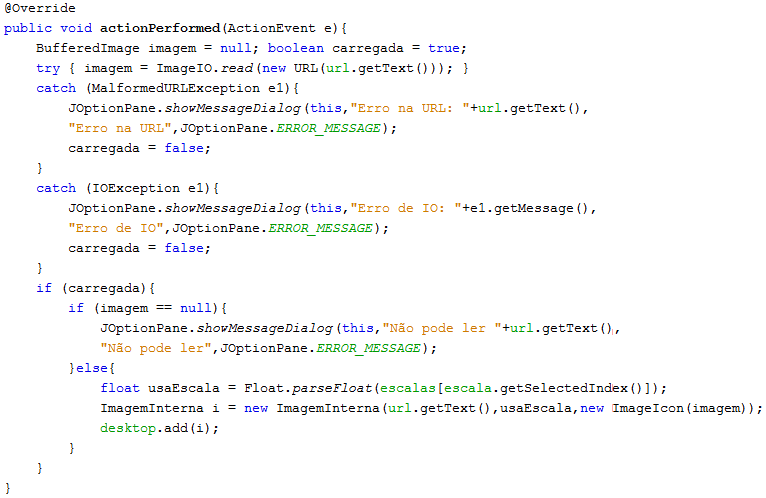 @Override
public void actionPerformed(ActionEvent e){
    BufferedImage imagem = null; boolean carregada = true;
    try { imagem = ImageIO.read(new URL(url.getText())); }
    catch (MalformedURLException e1){
        JOptionPane.showMessageDialog(this,"Erro na URL: "+url.getText(),
        "Erro na URL",JOptionPane.ERROR_MESSAGE);
        carregada = false;
    }
    catch (IOException e1){
        JOptionPane.showMessageDialog(this,"Erro de IO: "+e1.getMessage(),
        "Erro de IO",JOptionPane.ERROR_MESSAGE);
        carregada = false;
    }
    if (carregada){
        if (imagem == null){
            JOptionPane.showMessageDialog(this,"Não pode ler "+url.getText(),
            "Não pode ler",JOptionPane.ERROR_MESSAGE);
        }else{
            float usaEscala = Float.parseFloat(escalas[escala.getSelectedIndex()]);
            ImagemInterna i = new ImagemInterna(url.getText(),usaEscala,new ImageIcon(imagem));
            desktop.add(i);
        }
    }
}